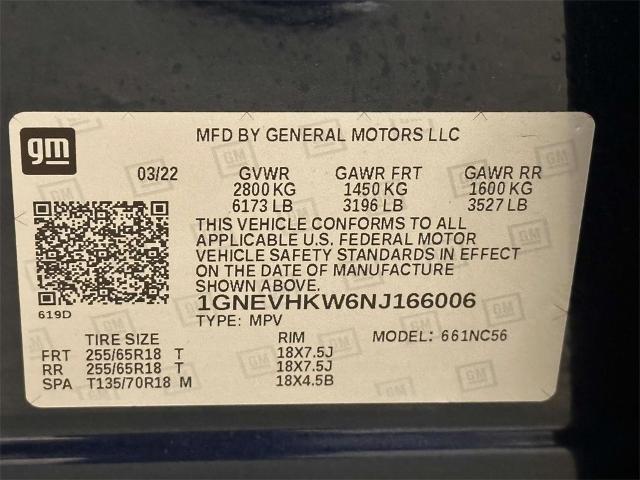 gm
MFD BY GENERAL MOTORS LLC
03/22 GVWR GAWR FRT GAWR RR
2800 KG 1450 KG 1600 KG
6173 LB 3196 LB 3527 LB
THIS VEHICLE CONFORMS TO ALL
APPLICABLE U.S. FEDERAL MOTOR
VEHICLE SAFETY STANDARDS IN EFFECT
ON THE DATE OF MANUFACTURE
SHOWN ABOVE.
619D
1GNEVHKW6NJ166006
TYPE: MPV
TIRE SIZE RIM MODEL: 661NC56
FRT 255/65R18 T 18X7.5J
RR 255/65R18 T 18X7.5J
SPA T135/70R18 M 18X4.5B